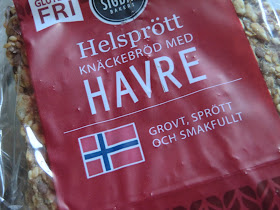 FRI
Helsprött
KNÄCKEBRÖD MED
HAVRE
GROVT, SPRÖTT
OCH SMAKFULLT